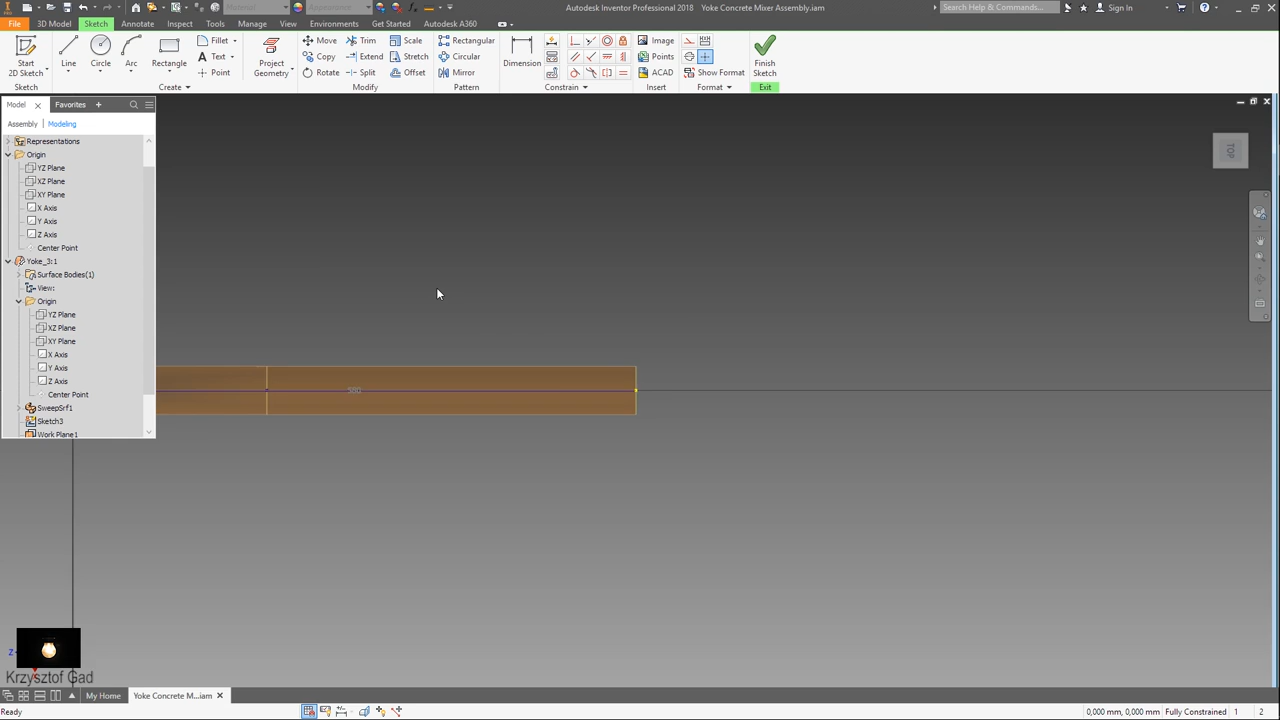 Autodesk Inventor Professional 2018 Yoke Concrete Mixer Assembly.iam
Search Help & Commands...
Sign In
File 3D Model Sketch Annotate Inspect Tools Manage View Environments Get Started Autodesk A360
Start
2D Sketch
Line
Circle
Arc
Rectangle
Fillet
Text
Point
Project
Geometry
Move
Copy
Rotate
Trim
Extend
Split
Scale
Stretch
Offset
Rectangular
Circular
Mirror
Dimension
Image
Points
ACAD
Show Format
Finish
Sketch
Sketch Create Modify Pattern Constrain Insert Format Exit
Model Favorites
Assembly Modeling
Representations
Origin
YZ Plane
XZ Plane
XY Plane
X Axis
Y Axis
Z Axis
Center Point
Yoke_3:1
Surface Bodies(1)
View:
Origin
YZ Plane
XZ Plane
XY Plane
X Axis
Y Axis
Z Axis
Center Point
SweepSrf1
Sketch3
Work Plane1
TOP
Z
Krzysztof Gad
My Home Yoke Concrete M...iam
Ready
0,000 mm, 0,000 mm Fully Constrained 1 2